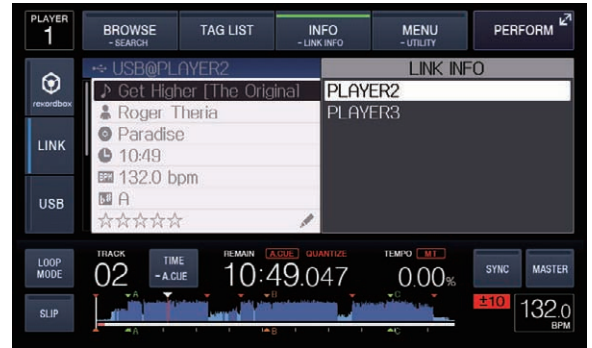 PLAYER
1
BROWSE
- SEARCH
TAG LIST
INFO
- LINK INFO
MENU
- UTILITY
PERFORM
rekordbox
LINK
USB
USB@PLAYER2
Get Higher [The Original
Roger Theria
Paradise
10:49
BPM 132.0 bpm
A
LINK INFO
PLAYER2
PLAYER3
LOOP
MODE
SLIP
TRACK
02
TIME
- A.CUE
REMAIN A.CUE QUANTIZE
10:49.047
TEMPO MT
0.00%
SYNC
MASTER
A B C
A B C
±10
132.0
BPM